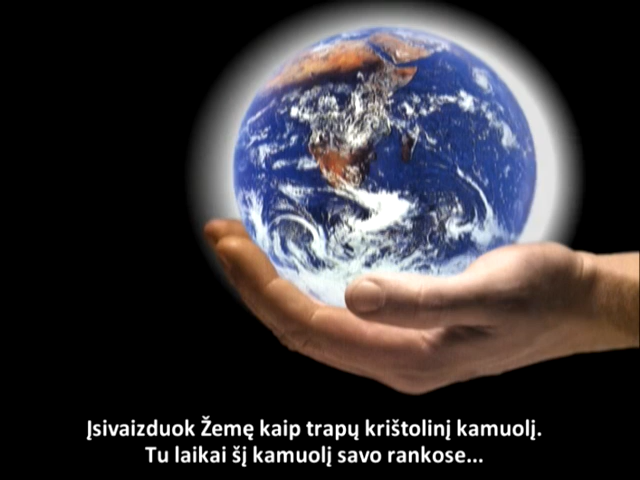 Įsivaizduok Žemę kaip trapų krištolinį kamuolį.
Tu laikai šį kamuolį savo rankose...